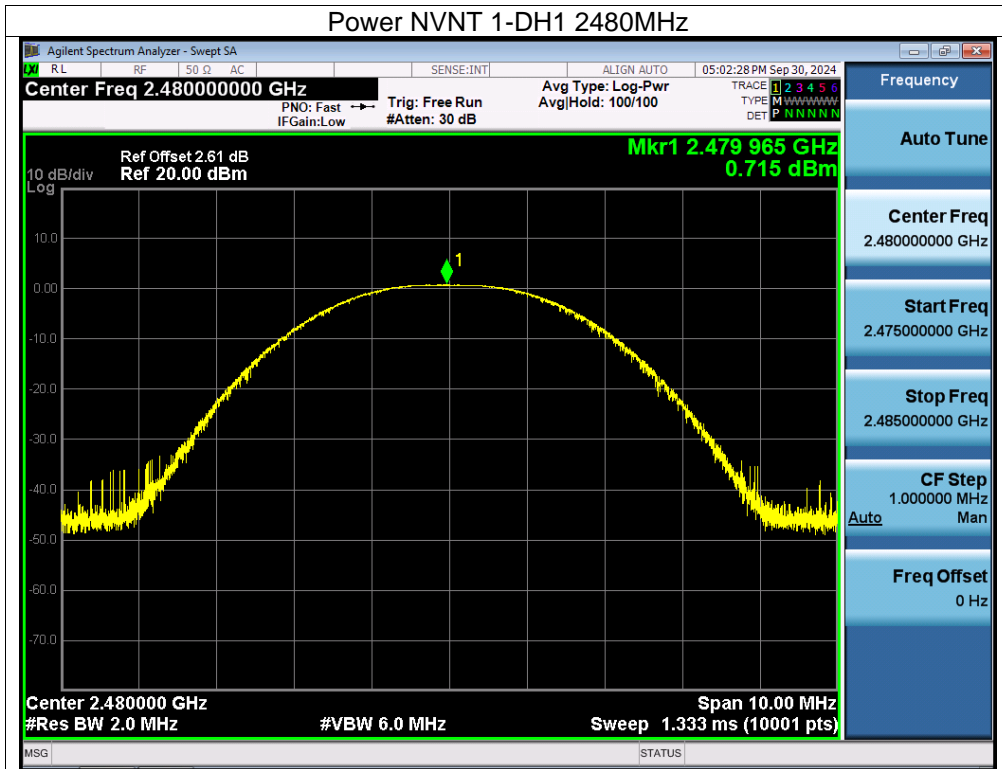 Power NVNT 1-DH1 2480MHz
Agilent Spectrum Analyzer - Swept SA
LXI RL RF 50 Ω AC SENSE:INT ALIGN AUTO 05:02:28 PM Sep 30, 2024
Center Freq 2.480000000 GHz
PNO: Fast
IFGain:Low
Trig: Free Run
#Atten: 30 dB
Avg Type: Log-Pwr
Avg|Hold: 100/100
TRACE 1 2 3 4 5 6
TYPE M WWWWW
DET P N N N N N
Mkr1 2.479 965 GHz
0.715 dBm
Ref Offset 2.61 dB
10 dB/div Ref 20.00 dBm
Log
10.0
1
0.00
-10.0
-20.0
-30.0
-40.0
-50.0
-60.0
-70.0
Center 2.480000 GHz Span 10.00 MHz
#Res BW 2.0 MHz #VBW 6.0 MHz Sweep 1.333 ms (10001 pts)
MSG STATUS
Frequency
Auto Tune
Center Freq
2.480000000 GHz
Start Freq
2.475000000 GHz
Stop Freq
2.485000000 GHz
CF Step
1.000000 MHz
Auto Man
Freq Offset
0 Hz